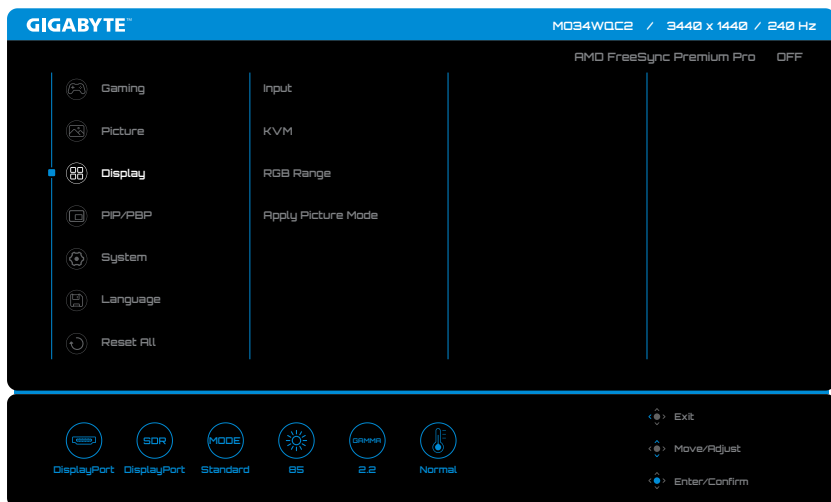 GIGABYTE™
MO34WQC2 / 3440 x 1440 / 240 Hz
AMD FreeSync Premium Pro OFF
Gaming
Input
Picture
KVM
Display
RGB Range
PIP/PBP
Apply Picture Mode
System
Language
Reset All
SDR
MODE
GAMMA
DisplayPort
DisplayPort
Standard
85
2.2
Normal
Exit
Move/Adjust
Enter/Confirm